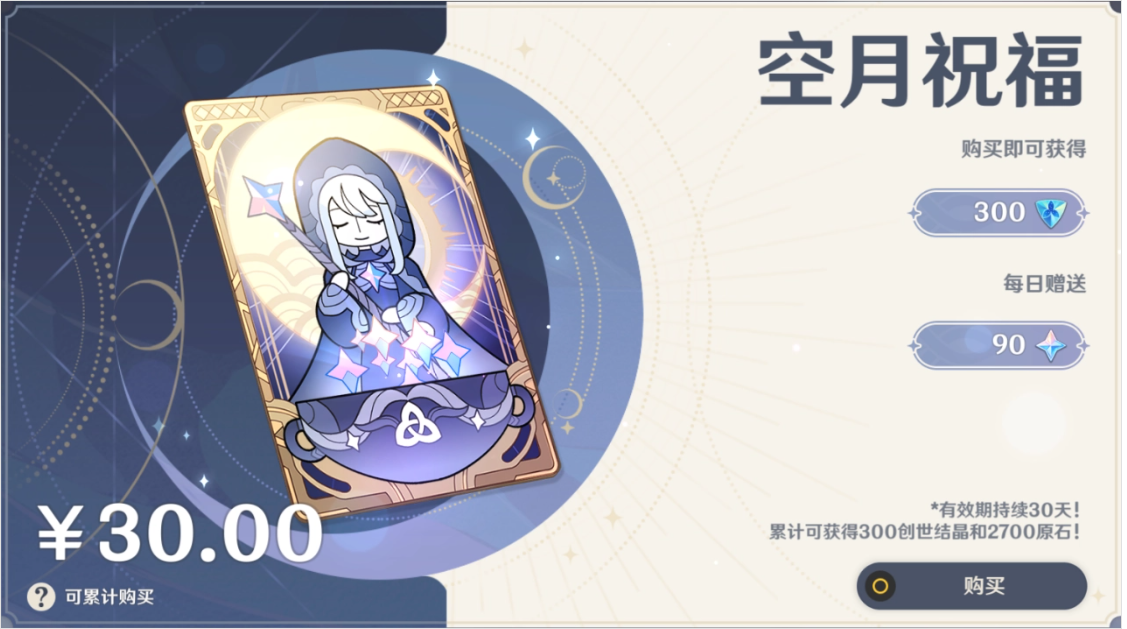 空月祝福
购买即可获得
300
每日赠送
90
¥30.00
? 可累计购买
*有效期持续30天!
累计可获得300创世结晶和2700原石!
购买